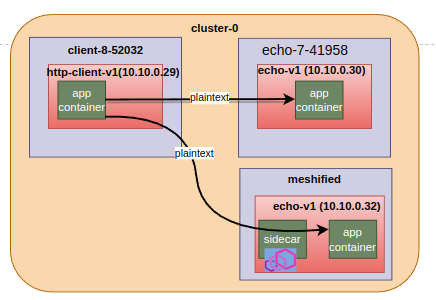 cluster-0
client-8-52032
http-client-v1(10.10.0.29)
app
container
plaintext
plaintext
echo-7-41958
echo-v1 (10.10.0.30)
app
container
meshified
echo-v1 (10.10.0.32)
sidecar
app
container